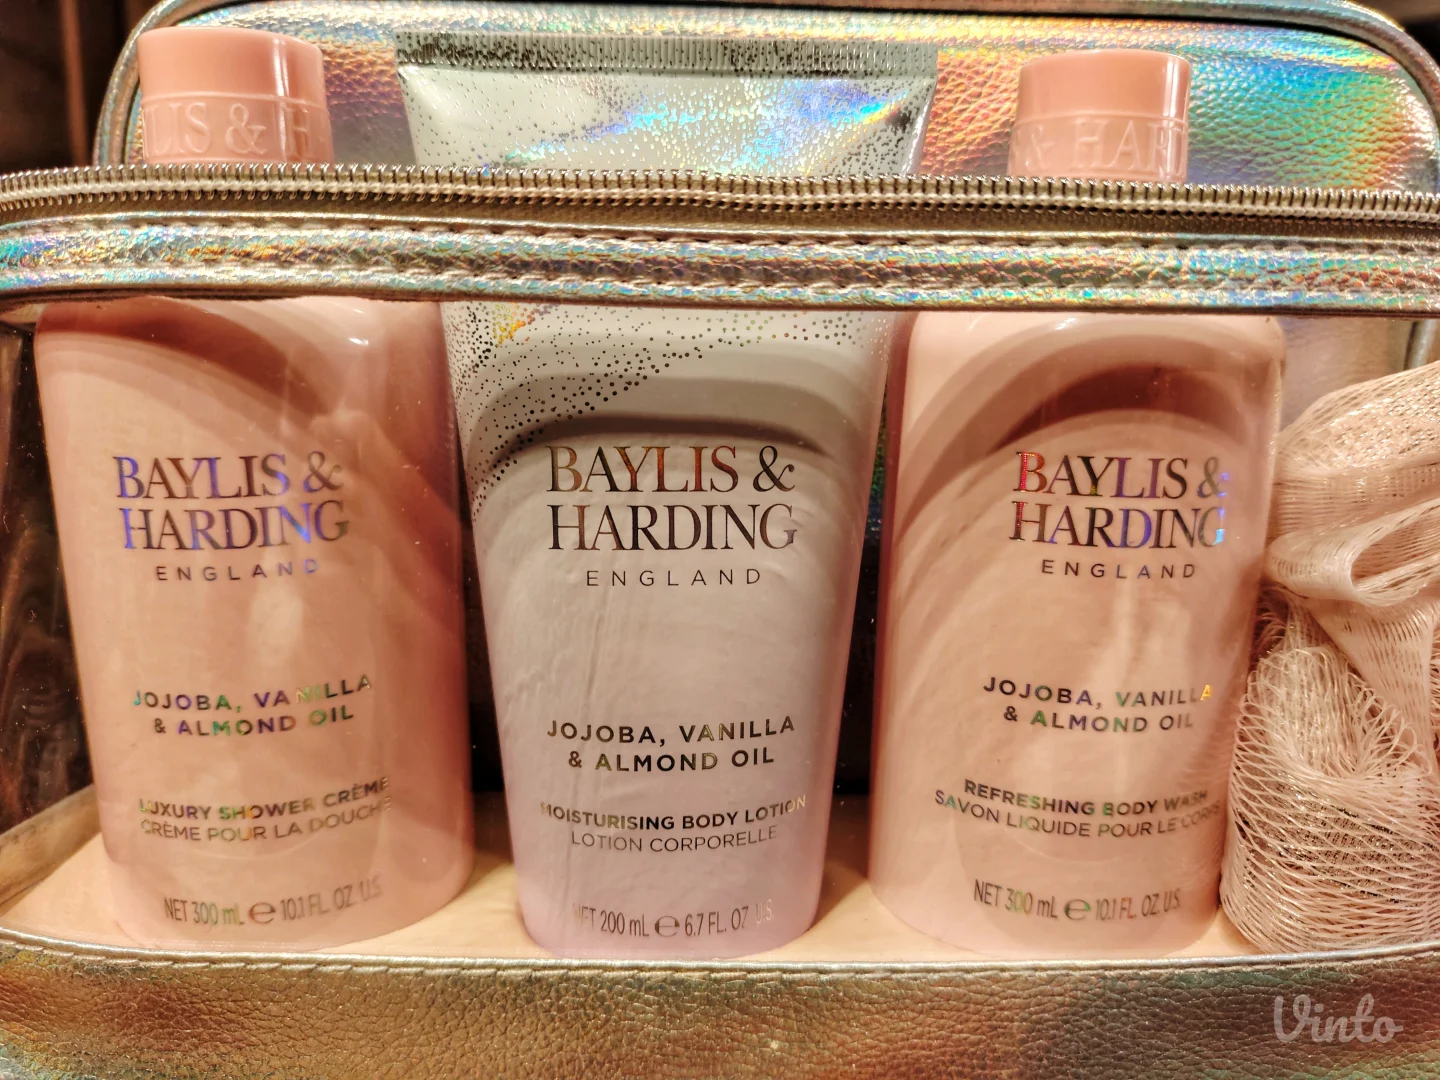 LIS & H
& HAR
BAYLIS &
HARDING
ENGLAND
JOJOBA, VANILLA
& ALMOND OIL
LUXURY SHOWER CRÈME
CRÈME POUR LA DOUCHE
NET 300 mL e 10.1 FL. OZ. U.S.
BAYLIS &
HARDING
ENGLAND
JOJOBA, VANILLA
& ALMOND OIL
MOISTURISING BODY LOTION
LOTION CORPORELLE
NET 200 mL e 6.7 FL. OZ U.S.
BAYLIS &
HARDING
ENGLAND
JOJOBA, VANILLA
& ALMOND OIL
REFRESHING BODY WASH
SAVON LIQUIDE POUR LE CORPS
NET 300 mL e 10.1 FL. OZ. U.S.
Vinto